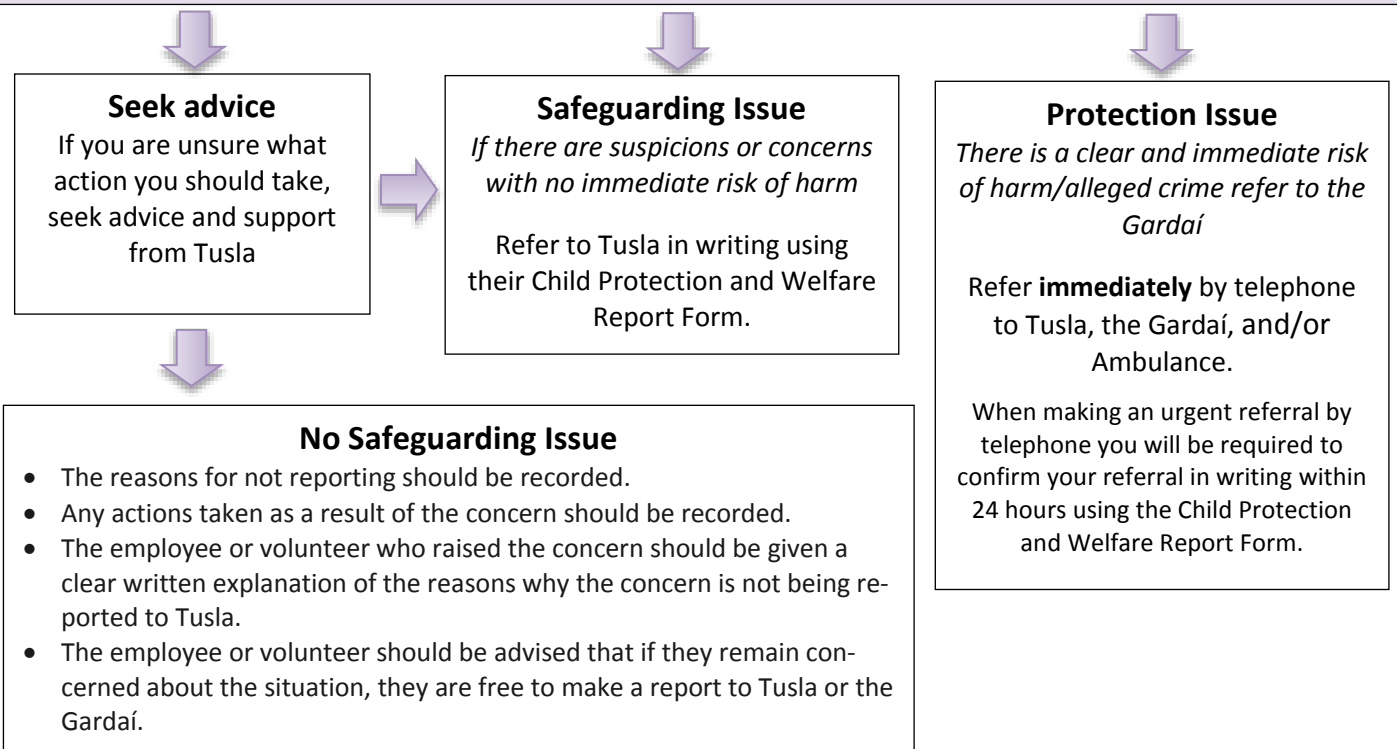 Seek advice
If you are unsure what
action you should take,
seek advice and support
from Tusla
Safeguarding Issue
If there are suspicions or concerns
with no immediate risk of harm
Refer to Tusla in writing using
their Child Protection and Welfare
Report Form.
Protection Issue
There is a clear and immediate risk
of harm/alleged crime refer to the
Gardaí
Refer immediately by telephone
to Tusla, the Gardaí, and/or
Ambulance.
When making an urgent referral by
telephone you will be required to
confirm your referral in writing within
24 hours using the Child Protection
and Welfare Report Form.
No Safeguarding Issue
• The reasons for not reporting should be recorded.
• Any actions taken as a result of the concern should be recorded.
• The employee or volunteer who raised the concern should be given a
clear written explanation of the reasons why the concern is not being re-
ported to Tusla.
• The employee or volunteer should be advised that if they remain con-
cerned about the situation, they are free to make a report to Tusla or the
Gardaí.